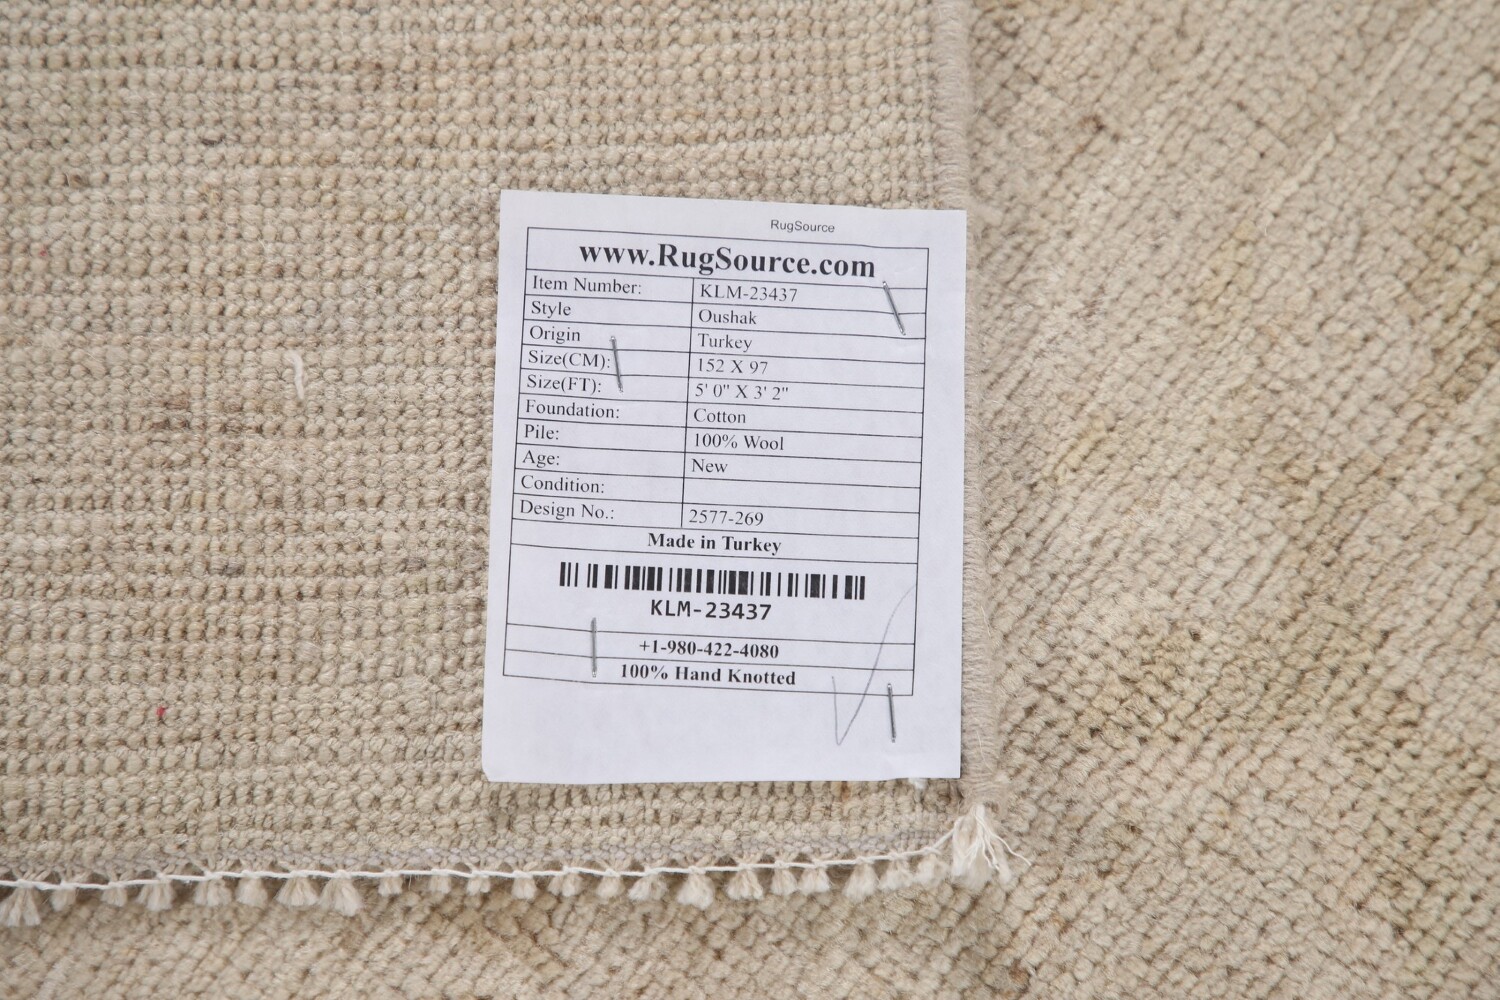 RugSource
www.RugSource.com
Item Number: KLM-23437
Style Oushak
Origin Turkey
Size(CM): 152 X 97
Size(FT): 5' 0" X 3' 2"
Foundation: Cotton
Pile: 100% Wool
Age: New
Condition:
Design No.: 2577-269
Made in Turkey
KLM-23437
+1-980-422-4080
100% Hand Knotted